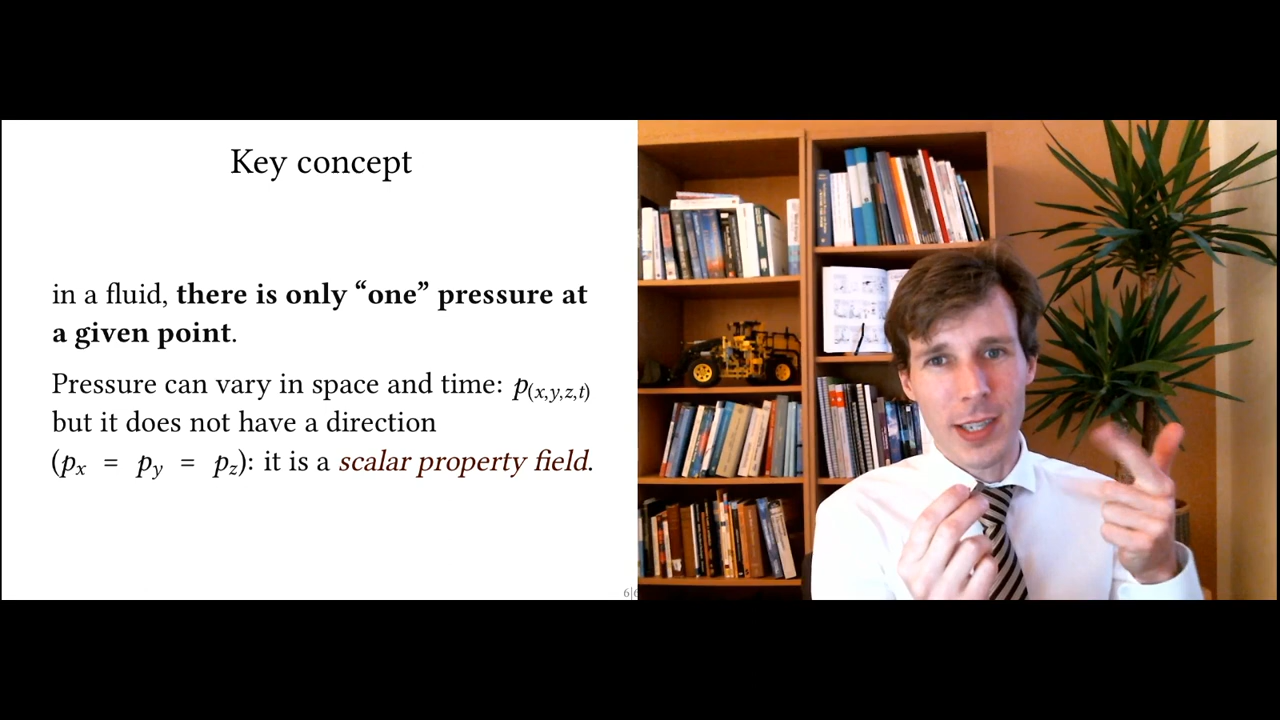 Key concept
in a fluid, there is only “one” pressure at
a given point.
Pressure can vary in space and time: p(x,y,z,t)
but it does not have a direction
(px = py = pz): it is a scalar property field.